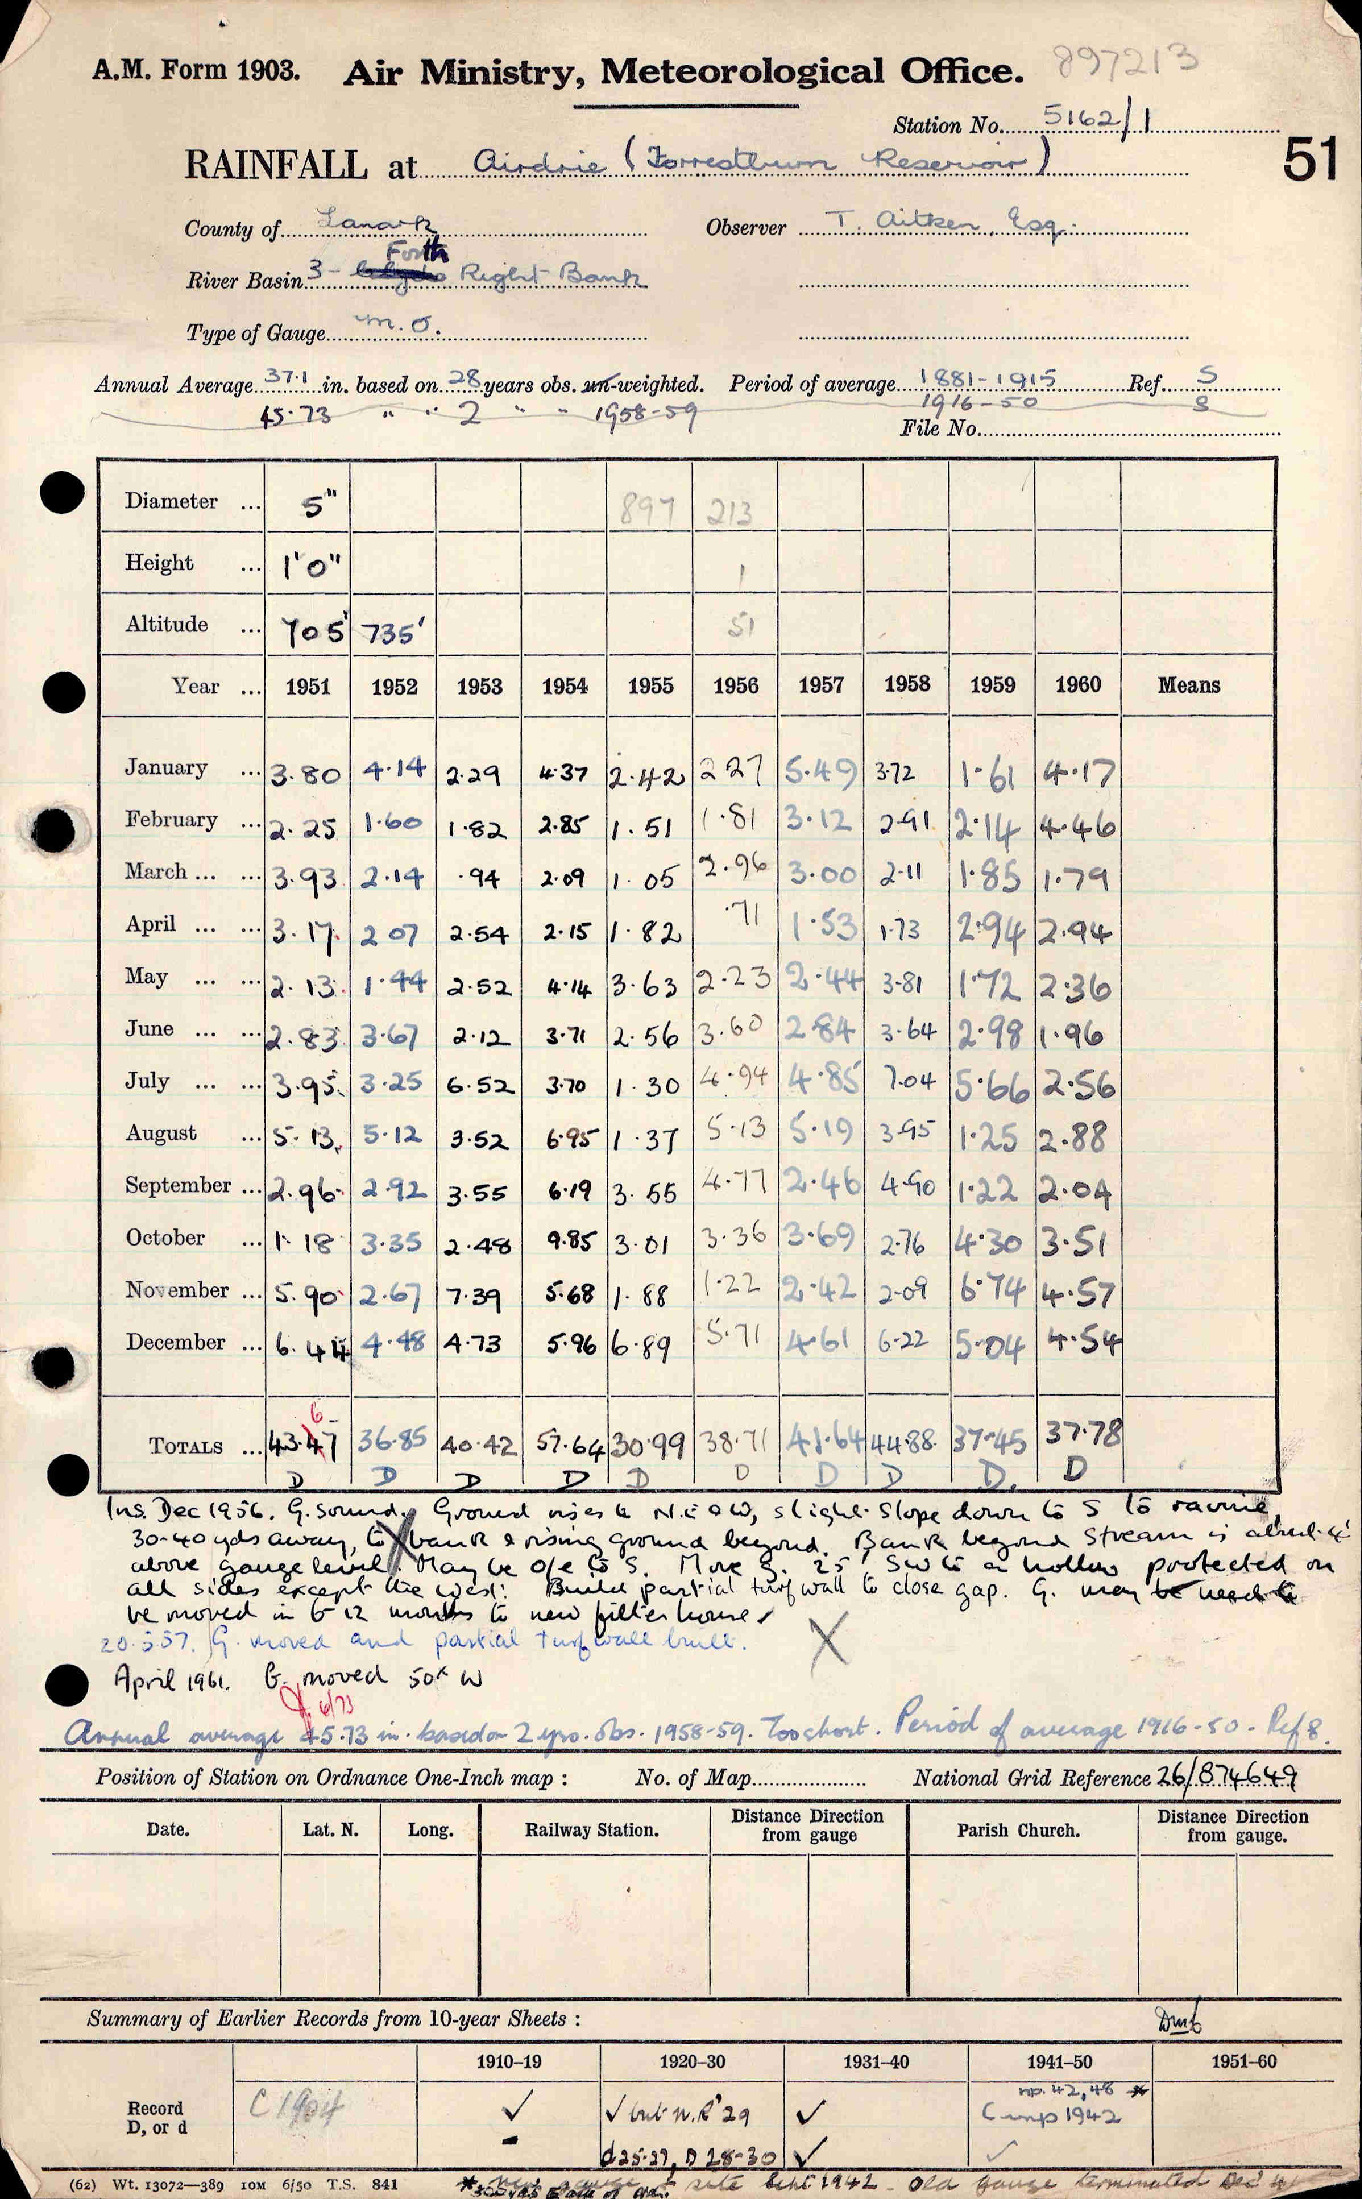 A.M. Form 1903. Air Ministry, Meteorological Office. 897213
Station No. 5162/1
RAINFALL at Airdrie (Forrestburn Reservoir) 51
County of Lanark Observer T. Aitken, Esq.
Forth
River Basin 3- Clyde Right Bank
Type of Gauge m.o.
Annual Average 37.1 in. based on 28 years obs. un-weighted. Period of average 1881-1915 Ref. S
45.73 " " 2 " " 1958-59 1916-50 8
File No.
Diameter ... 5" 897 213
Height ... 1'0" 1
Altitude ... 705' 735' 51
Year ... 1951 1952 1953 1954 1955 1956 1957 1958 1959 1960 Means
January ... 3.80 4.14 2.29 4.37 2.42 2.27 5.49 3.72 1.61 4.17
February ... 2.25 1.60 1.82 2.85 1.51 1.81 3.12 2.91 2.14 4.46
March ... ... 3.93 2.14 .94 2.09 1.05 2.96 3.00 2.11 1.85 1.79
April ... ... 3.17 2 07 2.54 2.15 1.82 .71 1.53 1.73 2.94 2.94
May ... ... 2.13 1.44 2.52 4.14 3.63 2.23 2.44 3.81 1.72 2.36
June ... ... 2.83 3.67 2.12 3.71 2.56 3.60 2.84 3.64 2.98 1.96
July ... ... 3.95 3.25 6.52 3.70 1.30 4.94 4.85 7.04 5.66 2.56
August ... 5.13 5.12 3.52 6.95 1.37 5.13 5.19 3.95 1.25 2.88
September ... 2.96 2.92 3.55 6.19 3.55 4.77 2.46 4.90 1.22 2.04
October ... 1.18 3.35 2.48 9.85 3.01 3.36 3.69 2.76 4.30 3.51
November ... 5.90 2.67 7.39 5.68 1.88 1.22 2.42 2.09 6.74 4.57
December ... 6.44 4.48 4.73 5.96 6.89 5.71 4.61 6.22 5.04 4.54
6
TOTALS ... 43.47 36.85 40.42 57.64 30.99 38.71 41.64 44.88 37.45 37.78
D D D D D D D D D. D
Ins. Dec 1956. G. sound. Ground rises to N.E & W, slight slope down to S to ravine,
30-40 yds away, to bank & rising ground beyond. Bank beyond stream is
above gauge level. May be o/e to S. Move G. 25' SW to a hollow protected on
all sides except the west. Build partial turf wall to close gap. G. may be need to
be moved in 6-12 months to new filter house
20.5.57. G. moved and partial turf wall built. X
April 1961. G. moved 50x W
6/73
Annual average 45.73 in. based on 2 yrs. obs. 1958-59. Too short. Period of average 1916-50 - Ref 8.
Position of Station on Ordnance One-Inch map : No. of Map National Grid Reference 26/874649
Date. Lat. N. Long. Railway Station. Distance Direction from gauge Parish Church. Distance Direction from gauge.
Summary of Earlier Records from 10-year Sheets :
1910-19 1920-30 1931-40 1941-50 1951-60
Record D, or d C 1904 ✓ ✓ but n.R '29 ✓ no. 42, 48 *
C imp 1942
- d25-27, D 28-30 ✓ ✓
(62) Wt. 13072—389 10M 6/50 T.S. 841 * New gauge site Sept 1942 - Old gauge terminated Dec